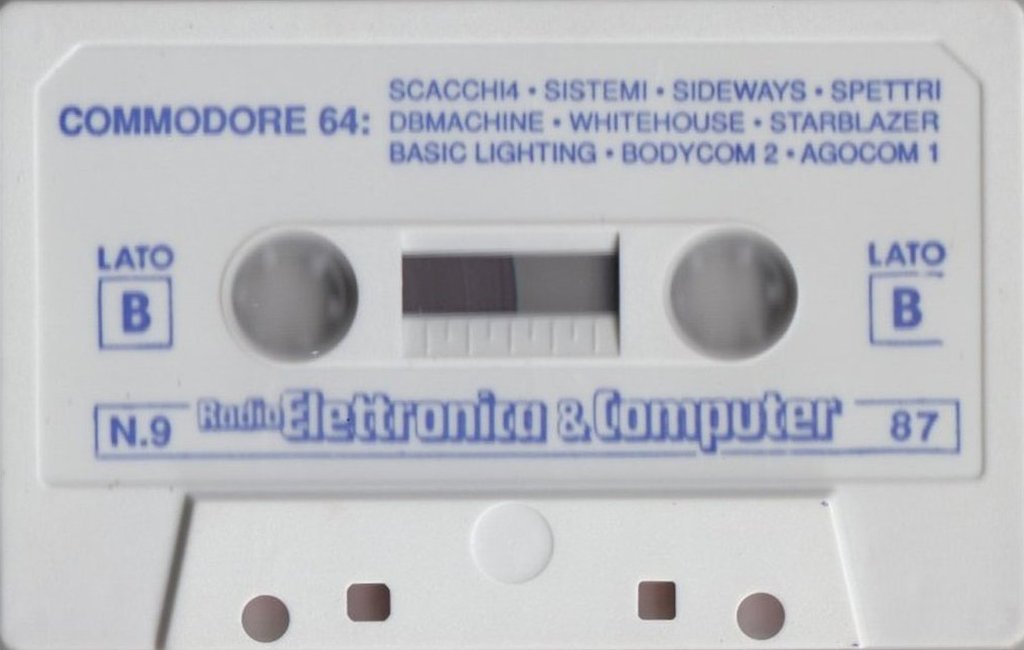 COMMODORE 64:
SCACCHI4 • SISTEMI • SIDEWAYS • SPETTRI
DBMACHINE • WHITEHOUSE • STARBLAZER
BASIC LIGHTING • BODYCOM 2 • AGOCOM 1
LATO
B
LATO
B
N.9
Radio Elettronica & Computer
87